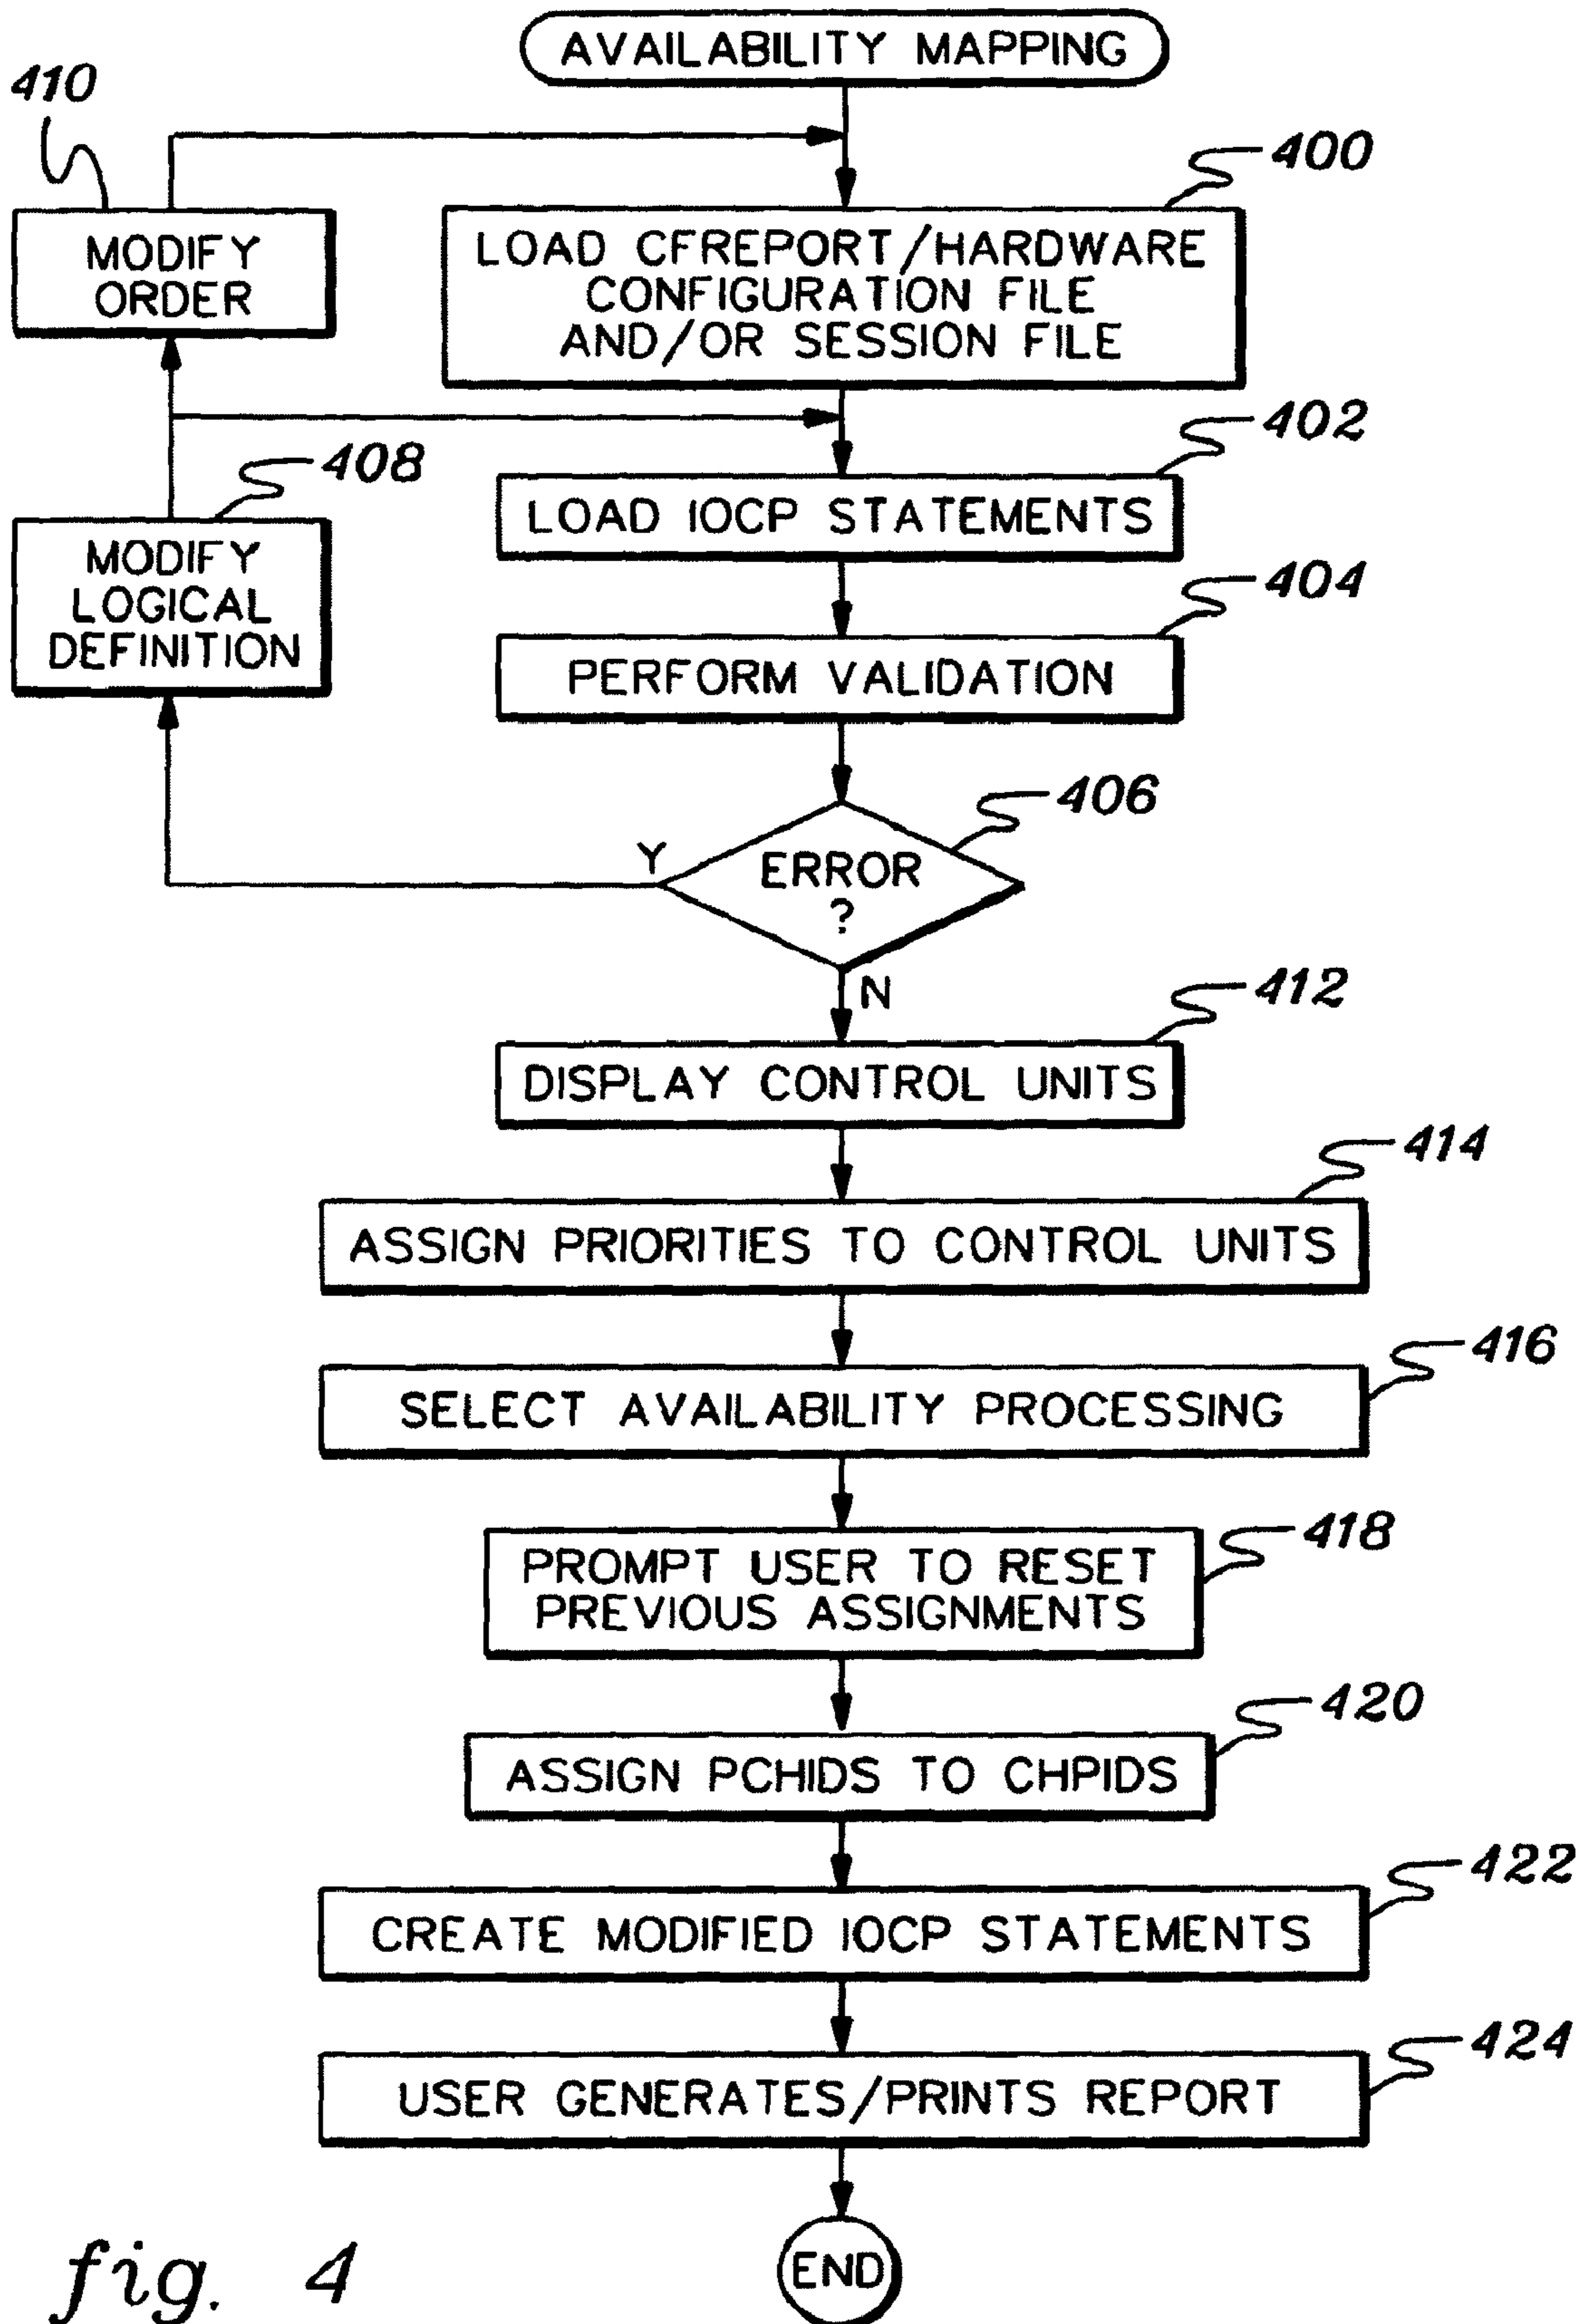 AVAILABILITY MAPPING
410
400
MODIFY
ORDER
LOAD CFREPORT/HARDWARE
CONFIGURATION FILE
AND/OR SESSION FILE
402
408
LOAD IOCP STATEMENTS
MODIFY
LOGICAL
DEFINITION
404
PERFORM VALIDATION
406
Y
ERROR
?
N
412
DISPLAY CONTROL UNITS
414
ASSIGN PRIORITIES TO CONTROL UNITS
416
SELECT AVAILABILITY PROCESSING
418
PROMPT USER TO RESET
PREVIOUS ASSIGNMENTS
420
ASSIGN PCHIDS TO CHPIDS
422
CREATE MODIFIED IOCP STATEMENTS
424
USER GENERATES/PRINTS REPORT
END
fig. 4